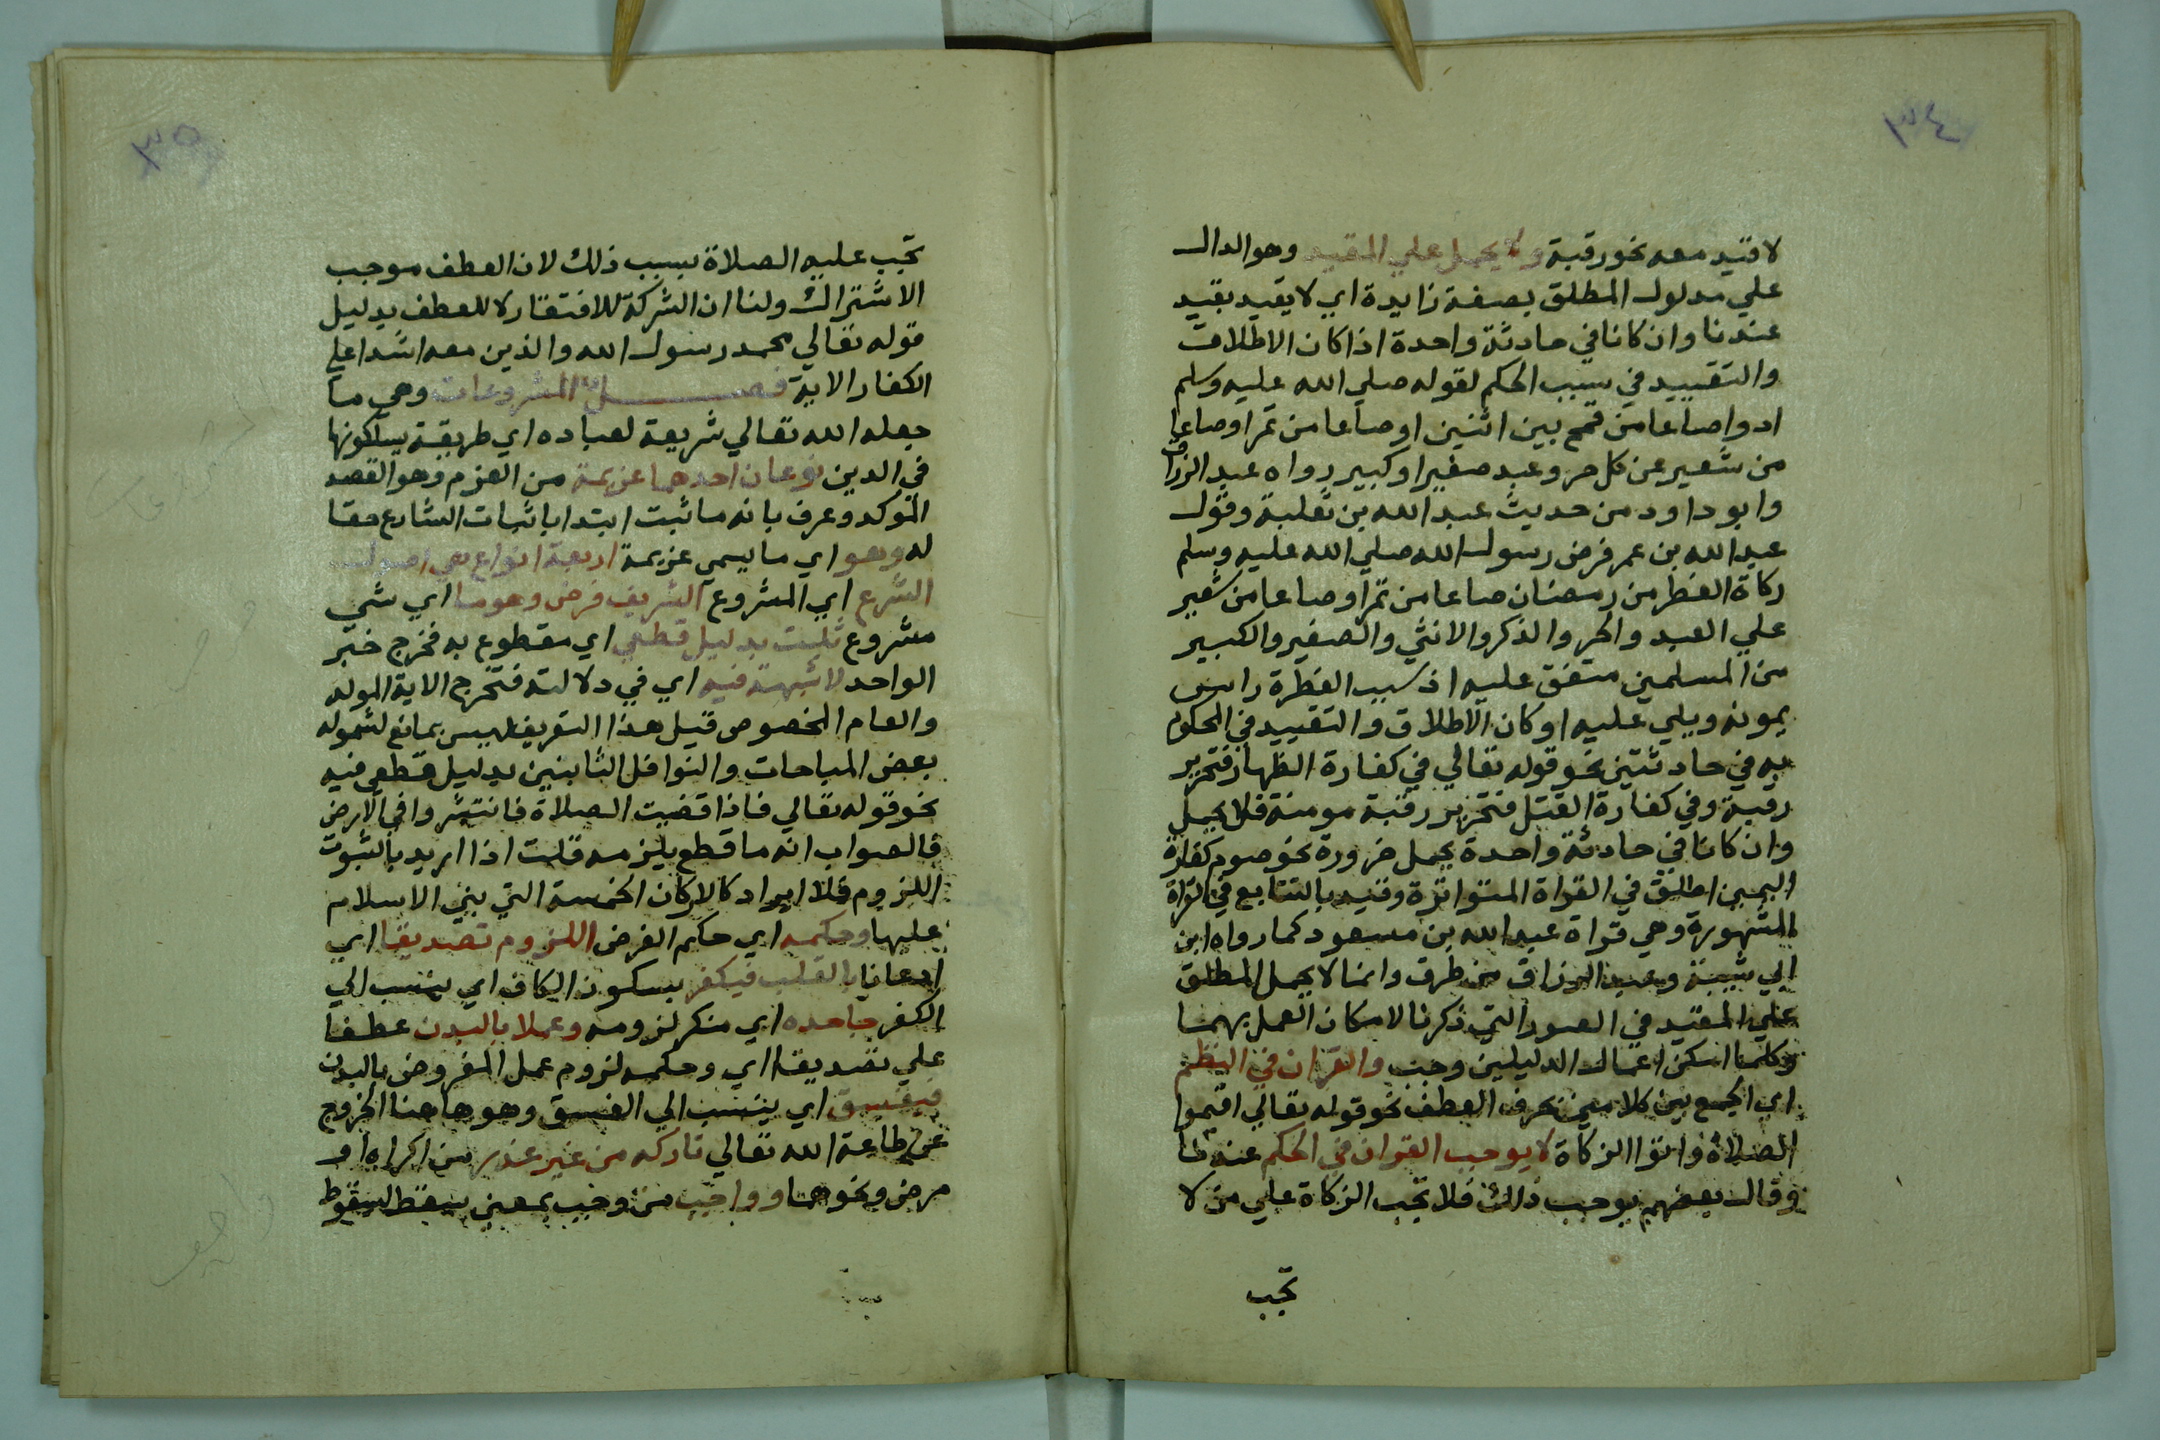 ٣٤
لا قيد معه نحو رقبة ولا يحمل علي المقيد وهو الدال
علي مدلول المطلق بصفة زايدة اي لا يقيد بقيد
عندنا وان كانا في حادثة واحدة اذا كان الاطلاق
والتقييد في سبب الحكم لقوله صلي الله عليه وسلم
ادوا صاعا من قمح بين اثنين او صاعا من تمر او صاعا
من شعير عن كل حر وعبد صغير او كبير رواه عبد الرزاق
وابو داود من حديث عبد الله بن ثعلبة وقول
عبد الله بن عمر فرض رسول الله صلي الله عليه وسلم
زكاة الفطر من رمضان صاعا من تمر او صاعا من شعير
علي العبد والحر والذكر والانثي والصغير والكبير
من المسلمين متفق عليه اذ سبب الفطرة راس
يمونه ويلي عليه او كان الاطلاق والتقييد في المحكوم
به في حادثتين نحو قوله تعالي في كفارة الظهار فتحرير
رقبة وفي كفارة القتل فتحرير رقبة مومنة فلا يحمل
وان كانا في حادثة واحدة يحمل ضرورة نحو صوم كفارة
اليمين اطلق في القراة المتواترة وقيد بالتتابع في القراة
المشهورة وهي قراة عبد الله بن مسعود كما رواه ابن
ابي شيبة وعبد الرزاق من طرق وانما لا يحمل المطلق
علي المقيد في الصور التي ذكرنا لامكان العمل بهما
وكلما امكن اعمال الدليلين وجب والقران في النظم
اي الجمع بين كلامين بحرف العطف نحو قوله تعالي اقيموا
الصلاة واتوا الزكاة لا يوجب القران في الحكم عندنا
وقال بعضهم يوجب ذلك فلا تجب الزكاة علي من لا
تجب
٣٥
تجب عليه الصلاة بسبب ذلك لان العطف موجب
الاشتراك ولنا ان الشركة للافتقار لا للعطف بدليل
قوله تعالي محمد رسول الله والذين معه اشدا علي
الكفار الاية فصل المشروعات وهي ما
جعله الله تعالي شريعة لعباده اي طريقة يسلكونها
في الدين نوعان احدهما عزيمة من العزم وهو القصد
الموكد وعرف بانه ما ثبت ابتدا باثبات الشارع حقا
له وهو اي ما يسمي عزيمة اربعة انواع هي اصول
الشرع اي المشروع الشريف فرض وهو ما اي شي
مشروع ثبت بدليل قطعي اي مقطوع به فخرج خبر
الواحد لا شبهة فيه اي في دلالته فتخرج الاية الموله
والعام المخصوص قيل هذا التعريف ليس بمانع لشموله
بعض المباحات والنوافل الثابتين بدليل قطعي فيه
نحو قوله تعالي فاذا قضيت الصلاة فانتشروا في الارض
فالصواب انه ما قطع بلزمه قلت اذا اريد بالثبوت
اللزوم فلا ايراد كالاركان الخمسة التي بني الاسلام
عليها وحكمه اي حكم الفرض اللزوم تصديقا اي
اذعانا بالقلب فيكفر بسكون الكاف اي ينسب الي
الكفر جاحده اي منكر لزومه وعملا بالبدن عطفا
علي تصديقا اي وحكمه لزوم عمل المفروض بالبدن
فيفسق اي ينسب الي الفسق وهو هاهنا الخروج
عن طاعة الله تعالي تاركه من غير عذر من اكراه او
مرض ونحوهما وواجب من وجب بمعني سقط لسقوط